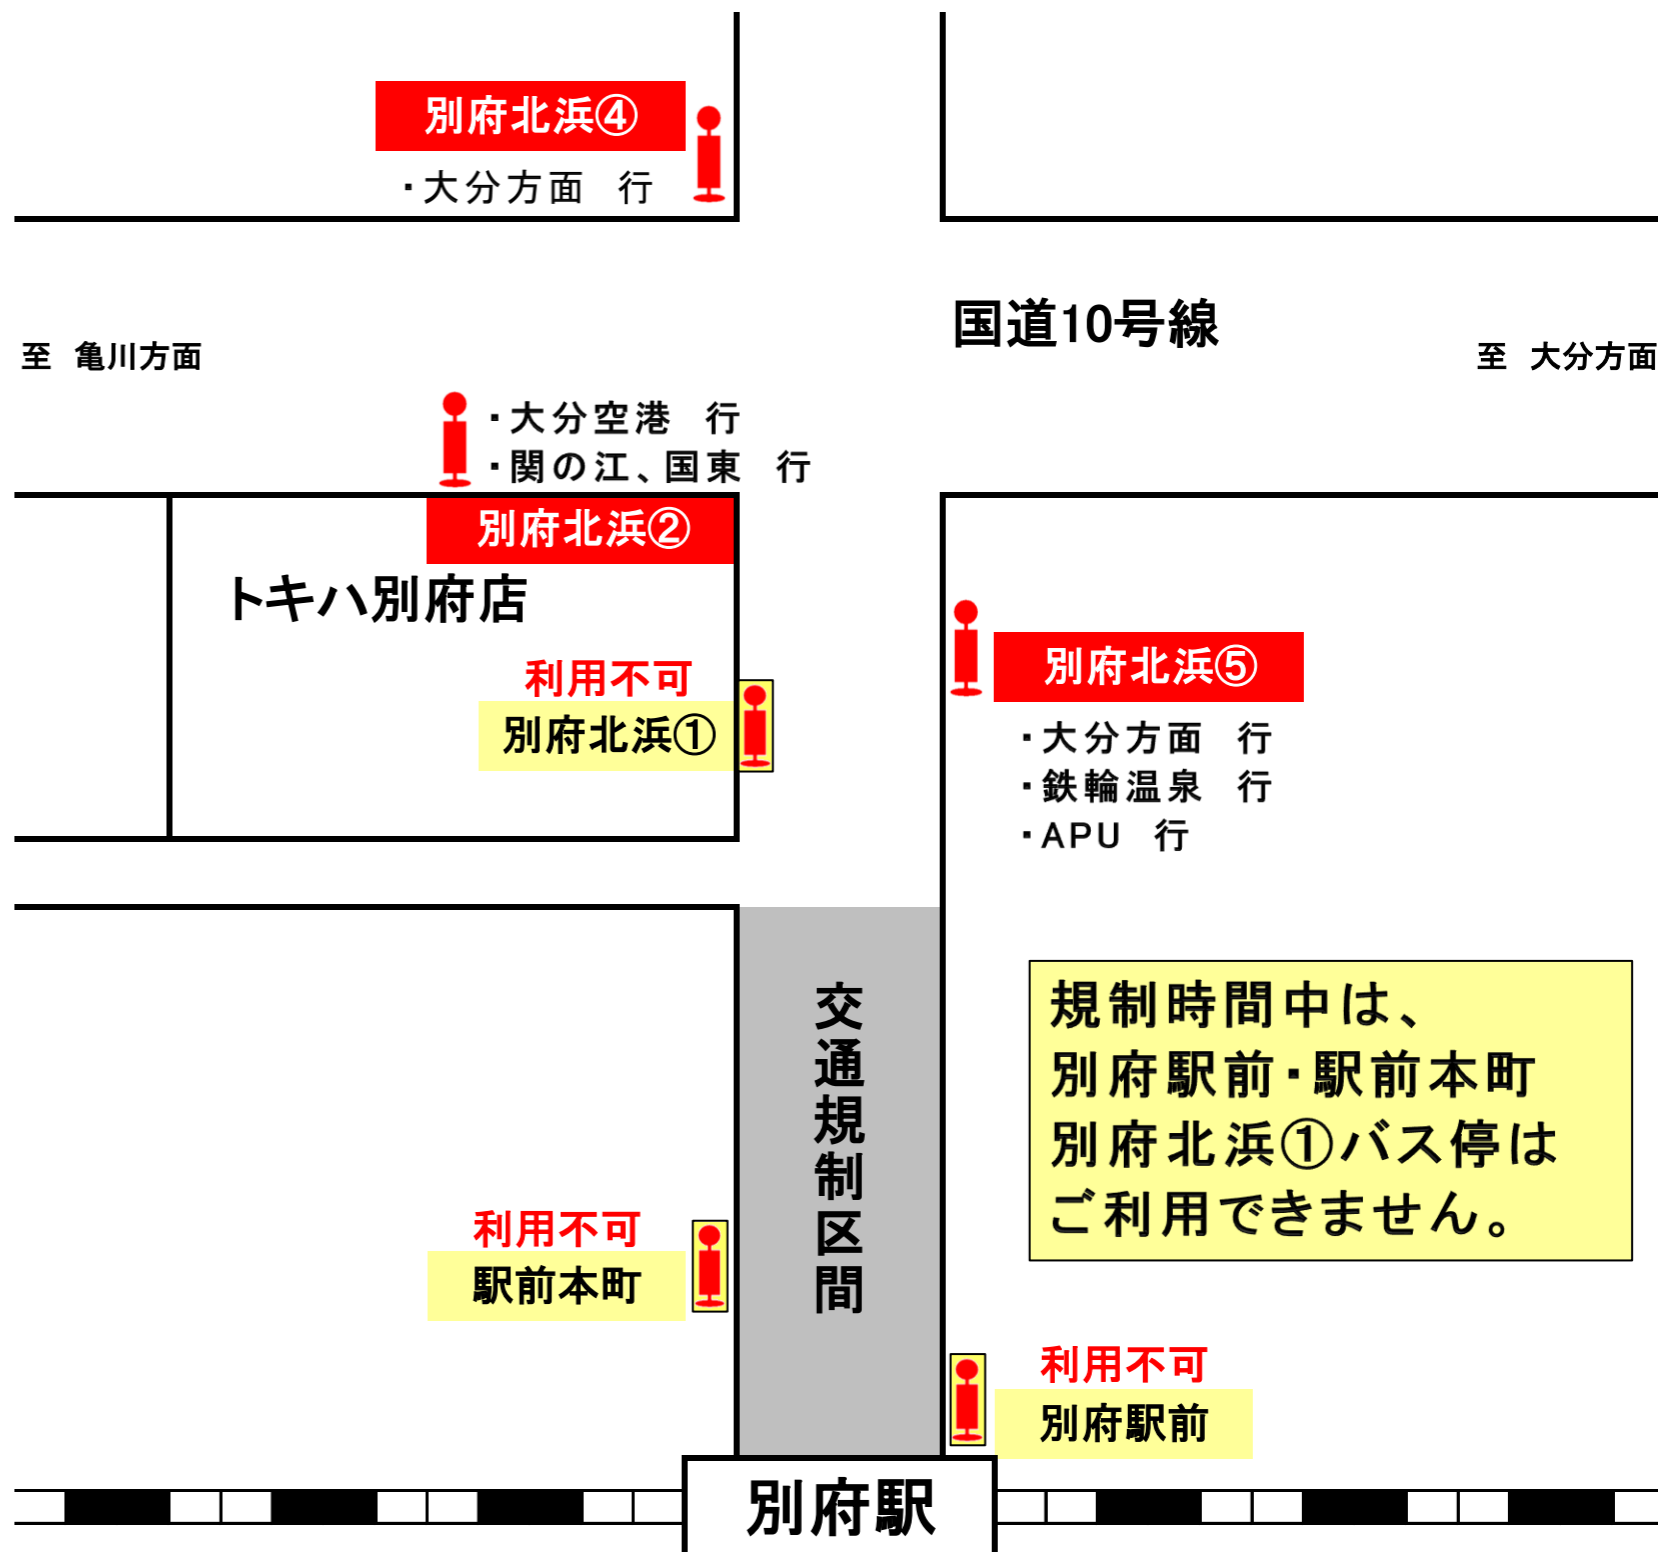 別府北浜④
・大分方面　行
国道10号線
至　亀川方面
至　大分方面
・大分空港　行
・関の江、国東　行
別府北浜②
トキハ別府店
利用不可
別府北浜①
別府北浜⑤
・大分方面　行
・鉄輪温泉　行
・APU　行
交通規制区間
規制時間中は、
別府駅前・駅前本町
別府北浜①バス停は
ご利用できません。
利用不可
駅前本町
利用不可
別府駅前
別府駅